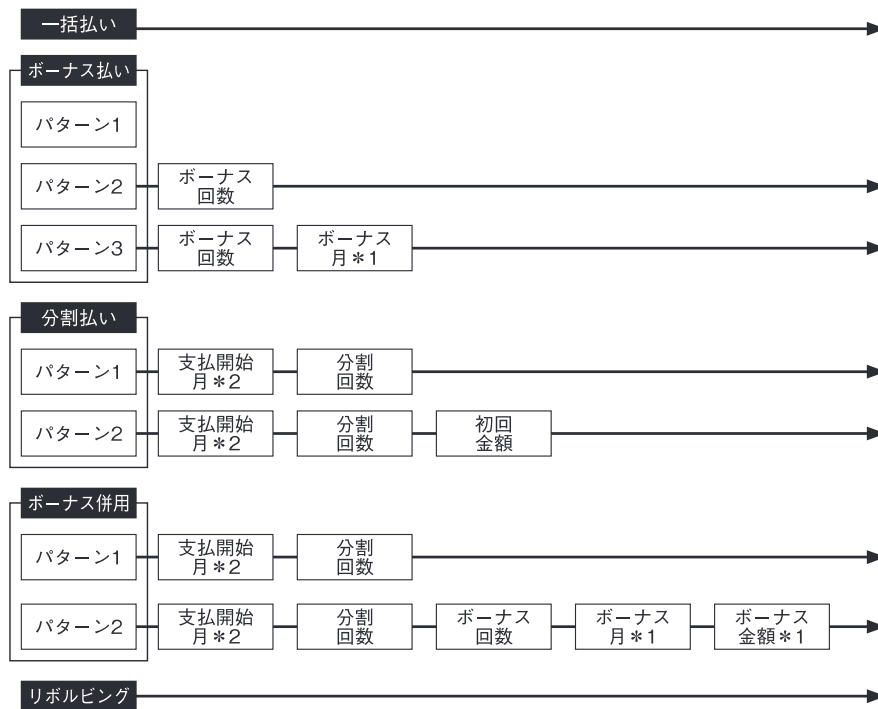 一括払い
ボーナス払い
パターン1
パターン2
ボーナス
回数
パターン3
ボーナス
回数
ボーナス
月＊1
分割払い
パターン1
支払開始
月＊2
分割
回数
パターン2
支払開始
月＊2
分割
回数
初回
金額
ボーナス併用
パターン1
支払開始
月＊2
分割
回数
パターン2
支払開始
月＊2
分割
回数
ボーナス
回数
ボーナス
月＊1
ボーナス
金額＊1
リボルビング